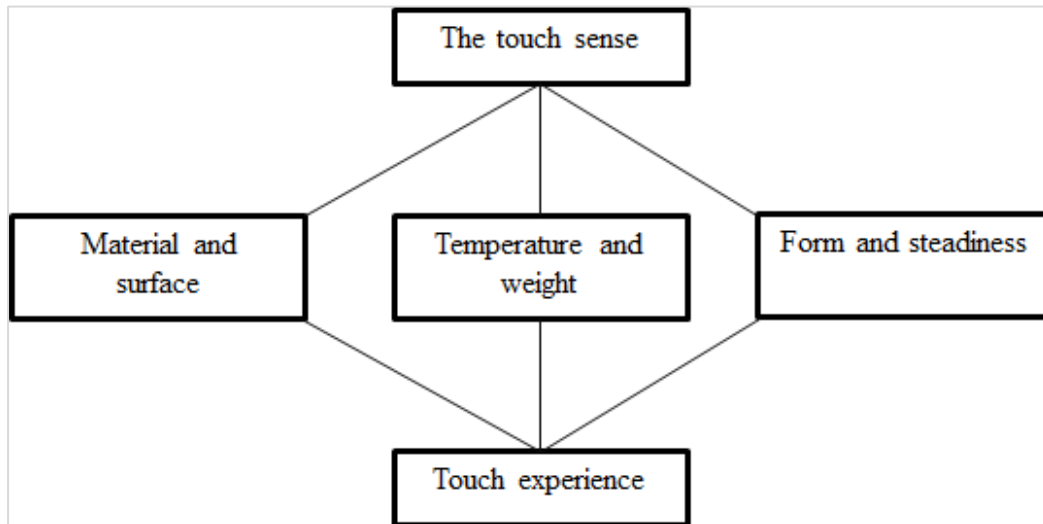 The touch sense
Material and
surface
Temperature and
weight
Form and steadiness
Touch experience